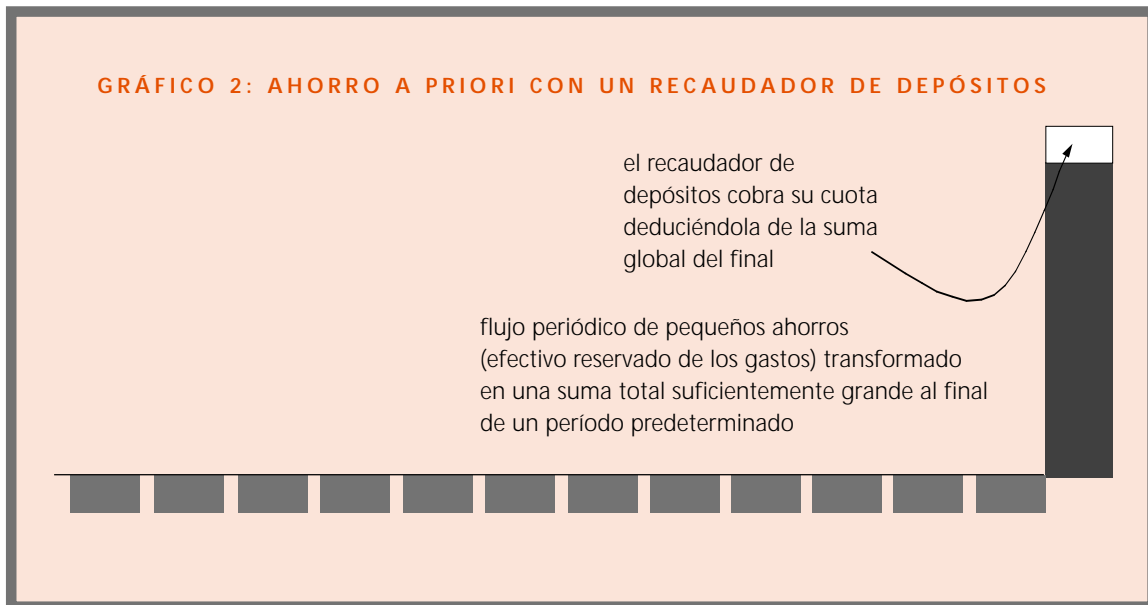 GRÁFICO 2: AHORRO A PRIORI CON UN RECAUDADOR DE DEPÓSITOS
el recaudador de
depósitos cobra su cuota
deduciéndola de la suma
global del final
flujo periódico de pequeños ahorros
(efectivo reservado de los gastos) transformado
en una suma total suficientemente grande al final
de un período predeterminado